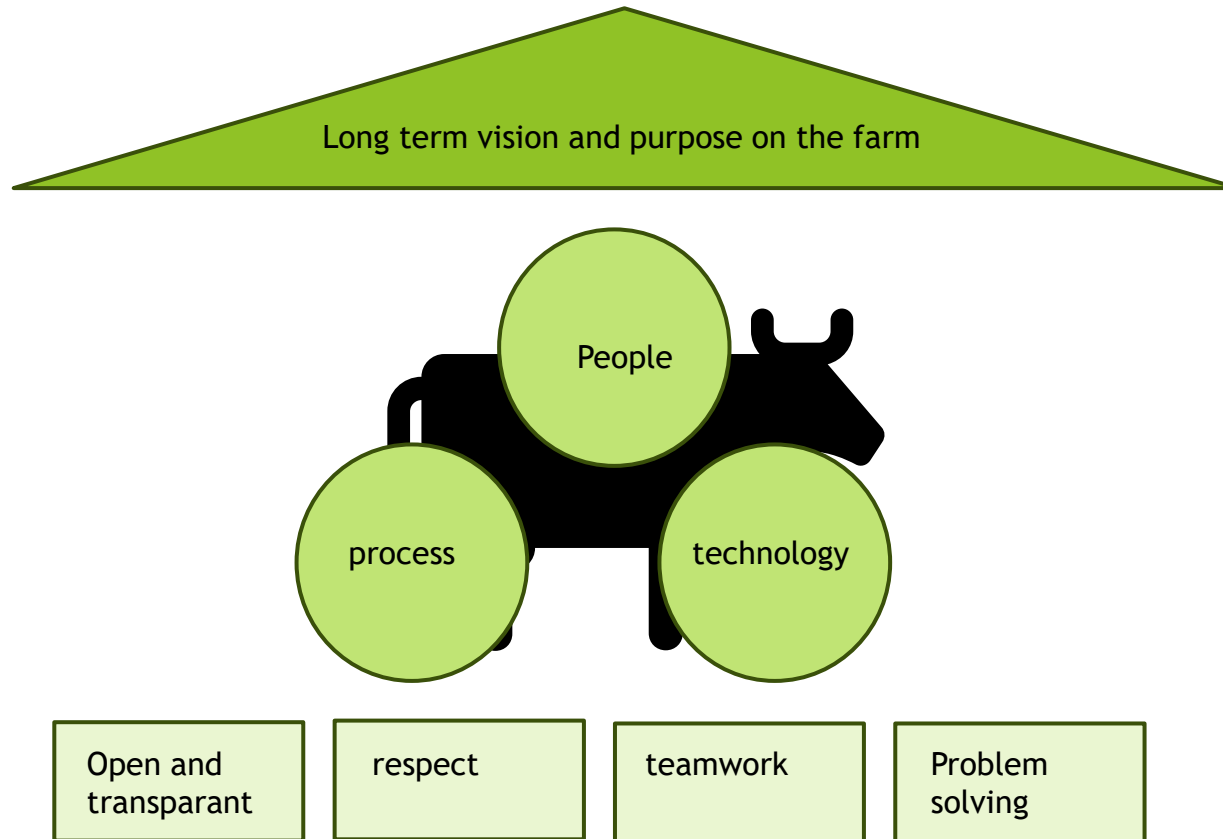 Long term vision and purpose on the farm
People
process
technology
Open and
transparant
respect
teamwork
Problem
solving